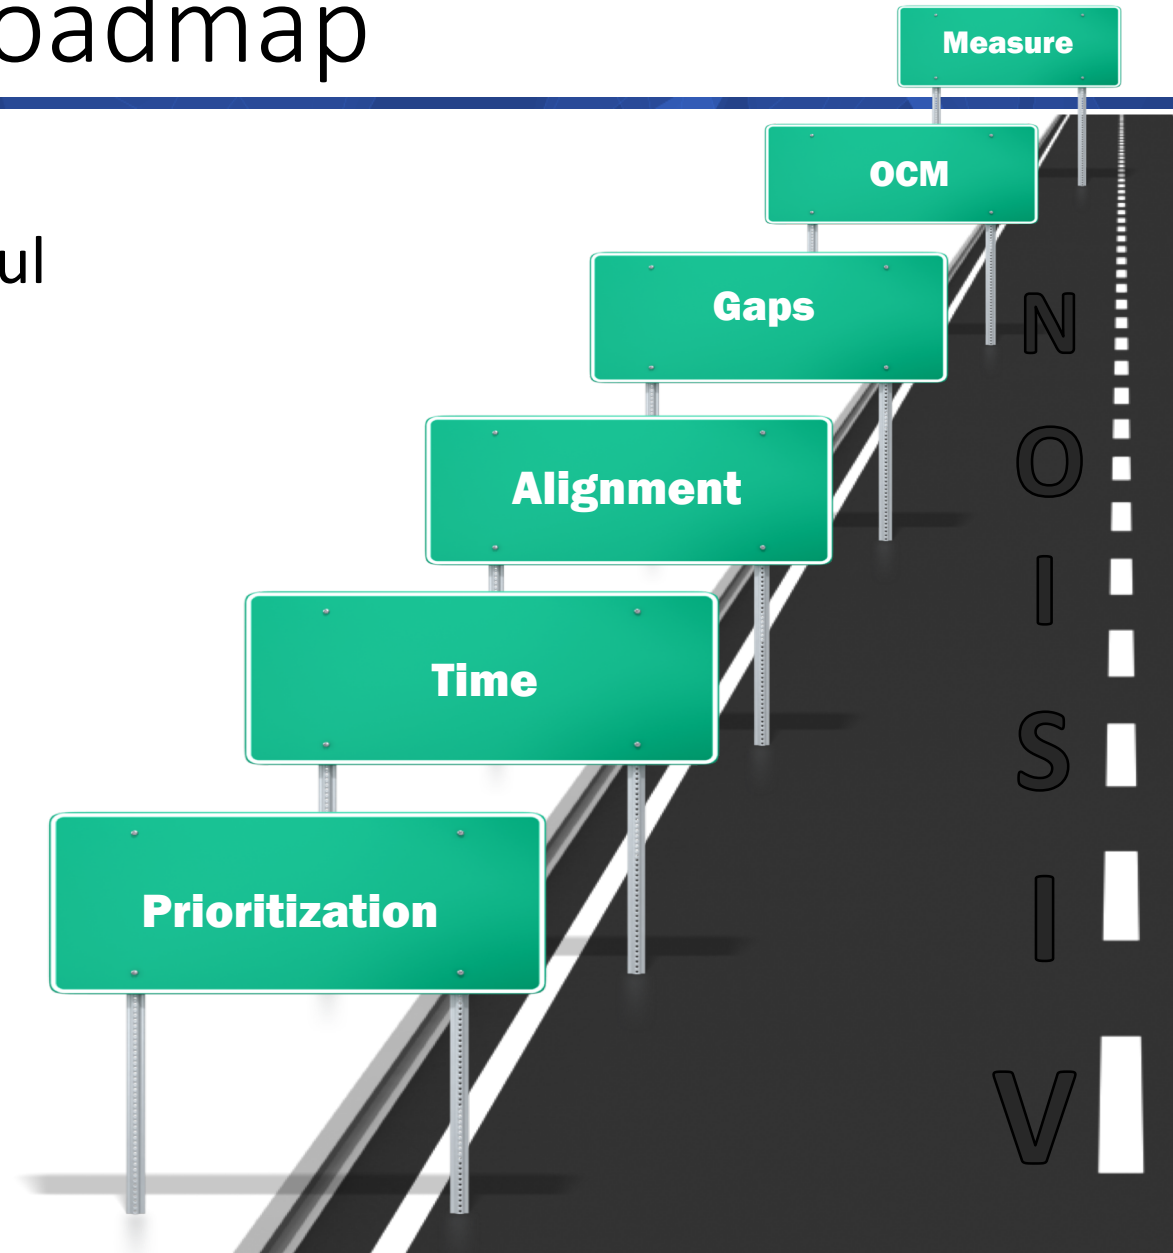 oadmap
ul
Measure
OCM
Gaps
Alignment
Time
Prioritization
V
I
S
I
O
N